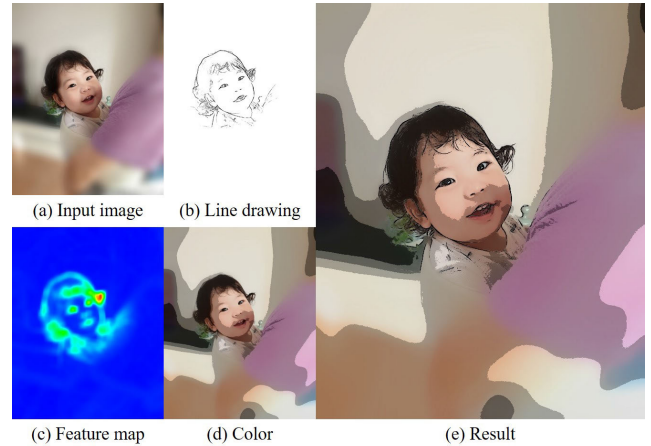 (a) Input image
(b) Line drawing
(c) Feature map
(d) Color
(e) Result